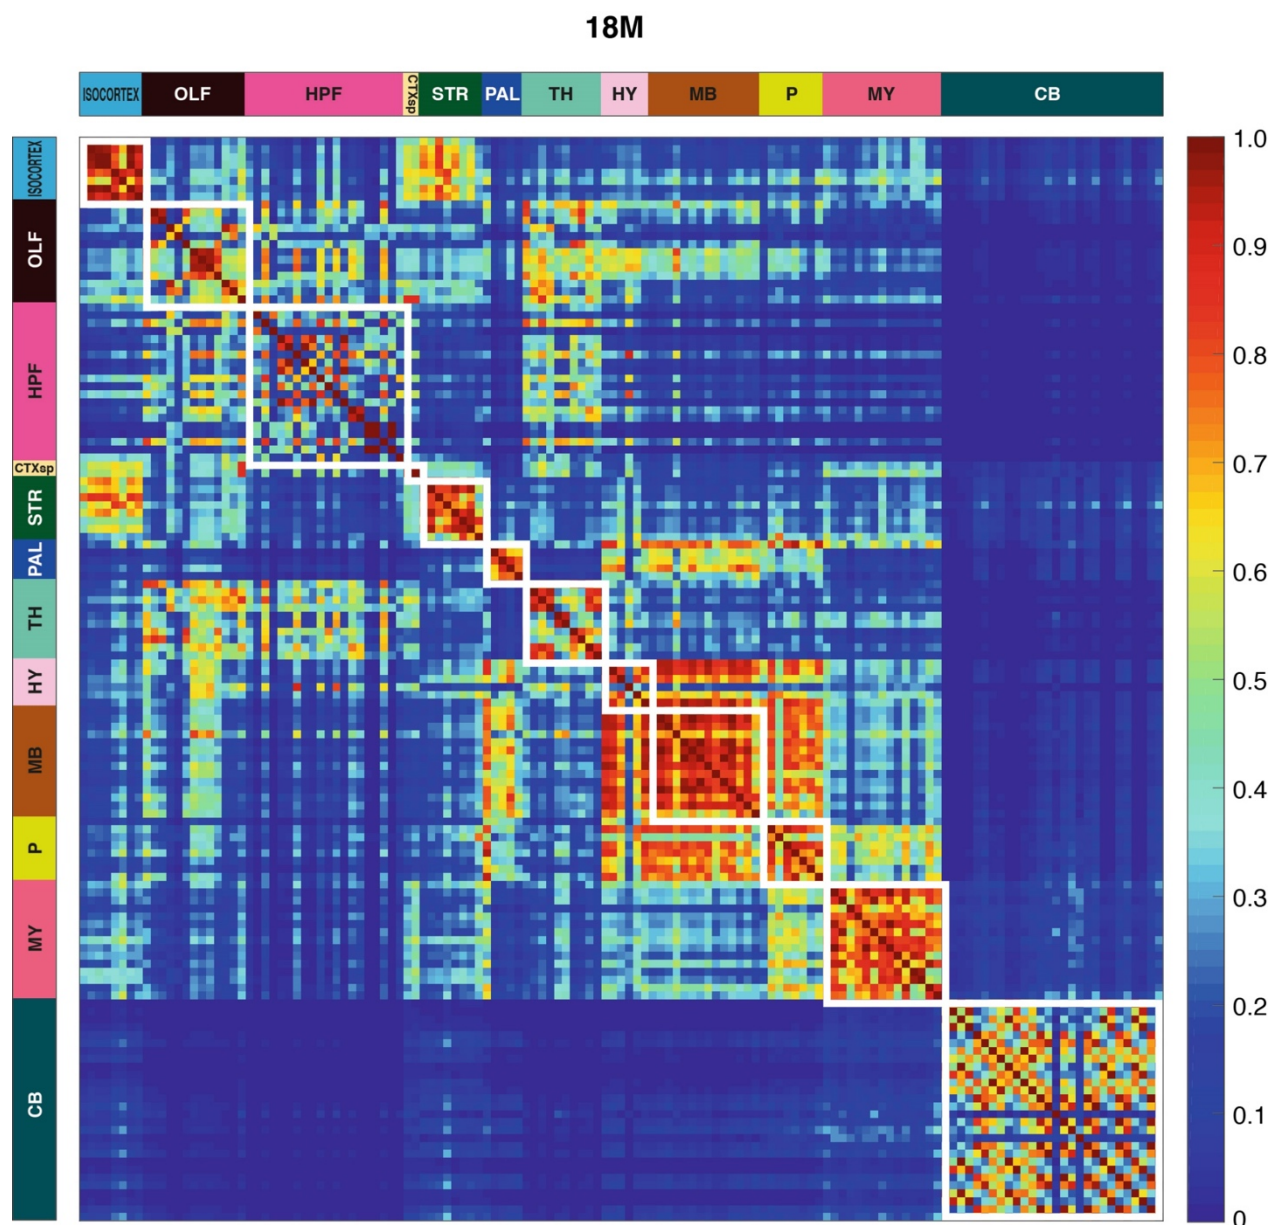 18M
ISOCORTEX OLF HPF CTXsp STR PAL TH HY MB P MY CB
ISOCORTEX
OLF
HPF
CTXsp
STR
PAL
TH
HY
MB
P
MY
CB
1.0
0.9
0.8
0.7
0.6
0.5
0.4
0.3
0.2
0.1
0